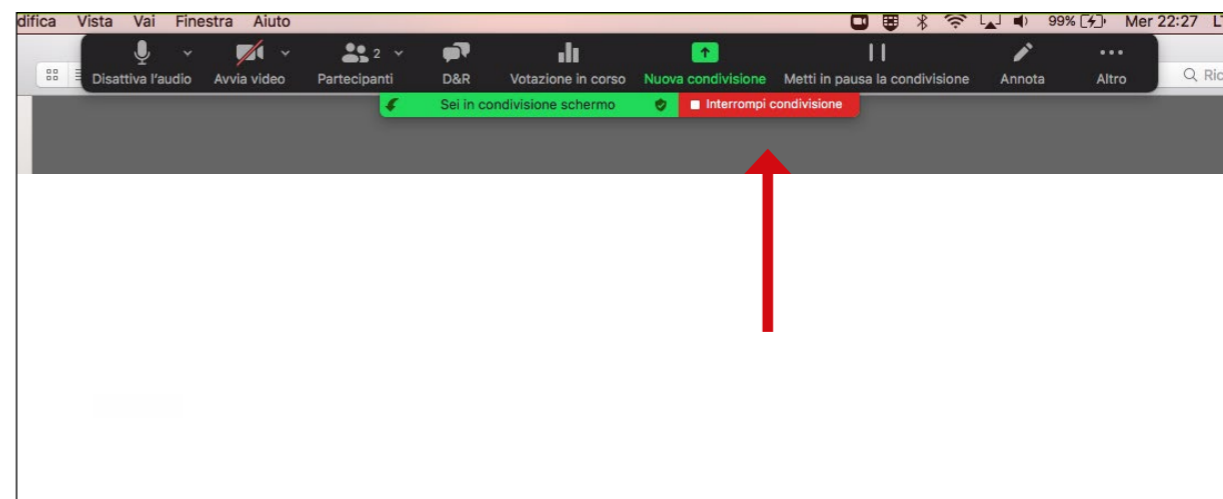 difica Vista Vai Finestra Aiuto 99% Mer 22:27
2
Disattiva l'audio Avvia video Partecipanti D&R Votazione in corso Nuova condivisione Metti in pausa la condivisione Annota Altro Ric
Sei in condivisione schermo Interrompi condivisione